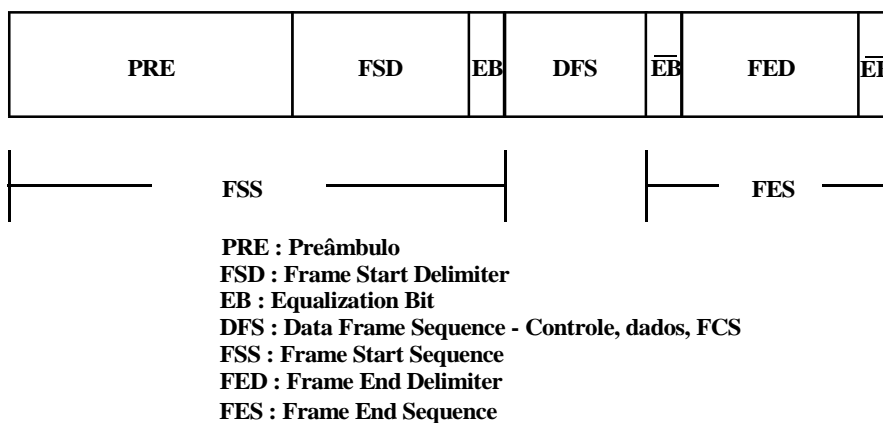 PRE FSD EB DFS E̅B̅ FED
FSS FES
PRE : Preâmbulo
FSD : Frame Start Delimiter
EB : Equalization Bit
DFS : Data Frame Sequence - Controle, dados, FCS
FSS : Frame Start Sequence
FED : Frame End Delimiter
FES : Frame End Sequence